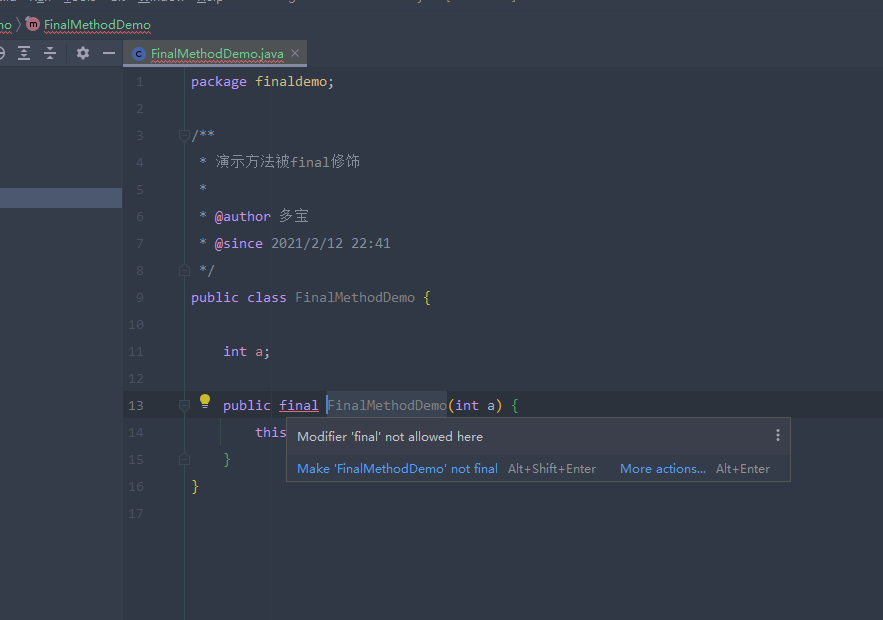 FinalMethodDemo
FinalMethodDemo.java
1 package finaldemo;
2
3 /**
4 * 演示方法被final修饰
5 *
6 * @author 多宝
7 * @since 2021/2/12 22:41
8 */
9 public class FinalMethodDemo {
10
11 int a;
12
13 public final FinalMethodDemo(int a) {
14 this
Modifier 'final' not allowed here
15 }
Make 'FinalMethodDemo' not final Alt+Shift+Enter More actions... Alt+Enter
16 }
17